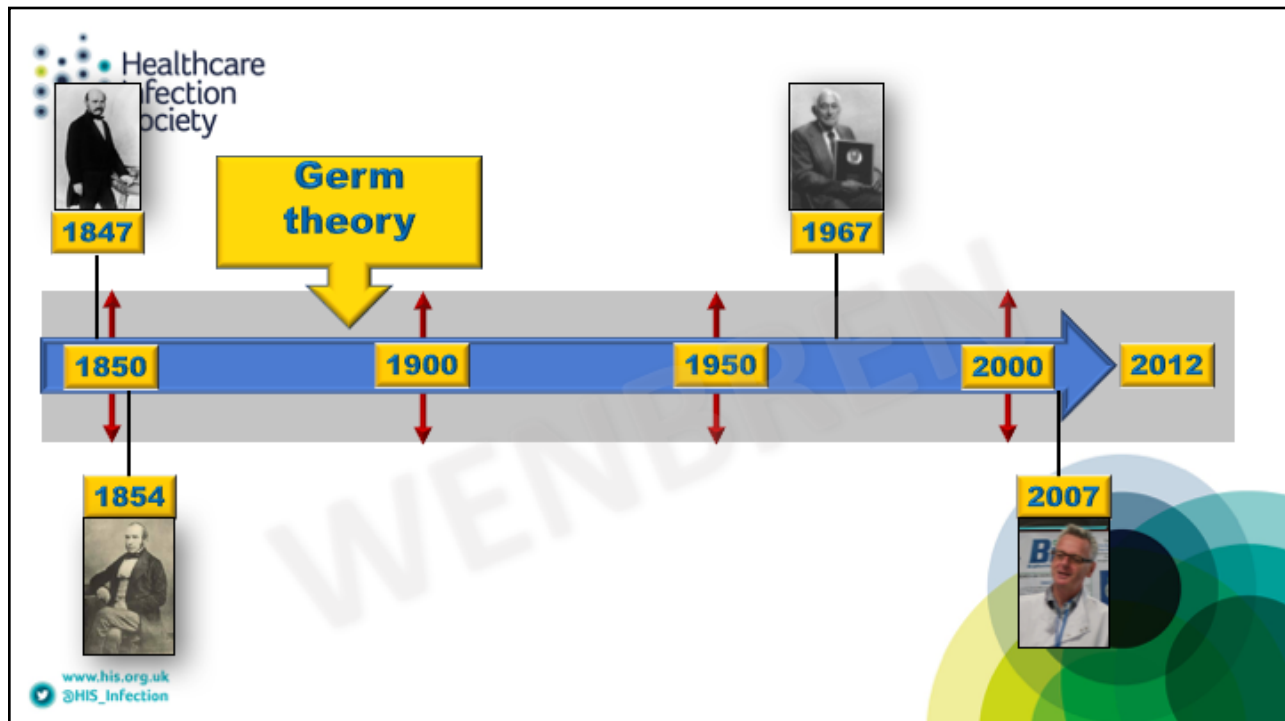 Healthcare
Infection
Society
1847
Germ
theory
1967
1850
1900
1950
2000
2012
1854
2007
WENBREN
www.his.org.uk
@HIS_Infection